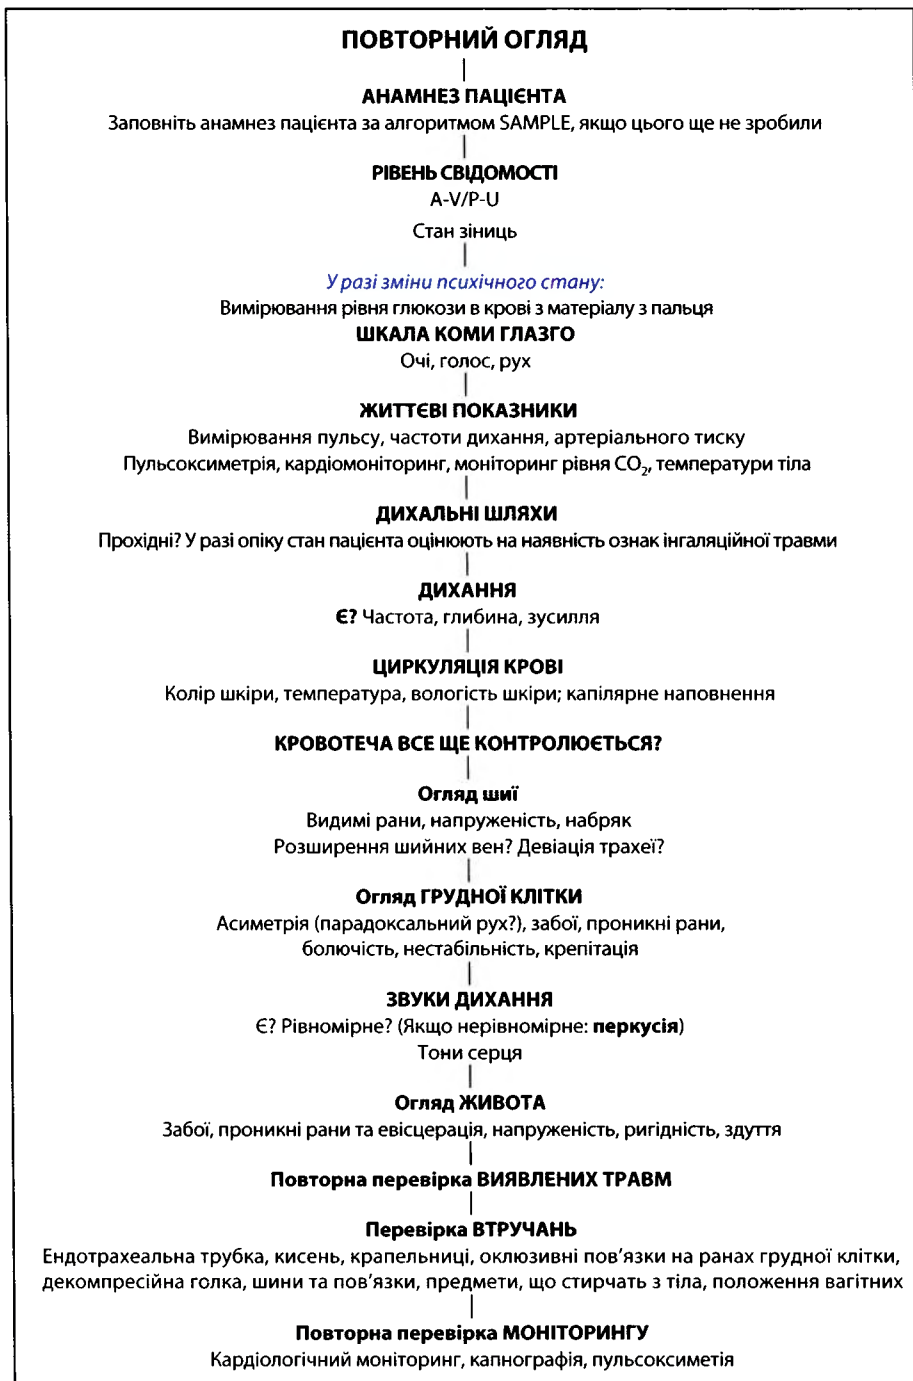 ПОВТОРНИЙ ОГЛЯД
АНАМНЕЗ ПАЦІЄНТА
Заповніть анамнез пацієнта за алгоритмом SAMPLE, якщо цього ще не зробили
РІВЕНЬ СВІДОМОСТІ
A-V/P-U
Стан зіниць
У разі зміни психічного стану:
Вимірювання рівня глюкози в крові з матеріалу з пальця
ШКАЛА КОМИ ГЛАЗГО
Очі, голос, рух
ЖИТТЄВІ ПОКАЗНИКИ
Вимірювання пульсу, частоти дихання, артеріального тиску
Пульсоксиметрія, кардіомоніторинг, моніторинг рівня CO₂, температури тіла
ДИХАЛЬНІ ШЛЯХИ
Прохідні? У разі опіку стан пацієнта оцінюють на наявність ознак інгаляційної травми
ДИХАННЯ
Є? Частота, глибина, зусилля
ЦИРКУЛЯЦІЯ КРОВІ
Колір шкіри, температура, вологість шкіри; капілярне наповнення
КРОВОТЕЧА ВСЕ ЩЕ КОНТРОЛЮЄТЬСЯ?
Огляд шиї
Видимі рани, напруженість, набряк
Розширення шийних вен? Девіація трахеї?
Огляд ГРУДНОЇ КЛІТКИ
Асиметрія (парадоксальний рух?), забої, проникні рани,
болючість, нестабільність, крепітація
ЗВУКИ ДИХАННЯ
Є? Рівномірне? (Якщо нерівномірне: перкусія)
Тони серця
Огляд ЖИВОТА
Забої, проникні рани та евісцерація, напруженість, ригідність, здуття
Повторна перевірка ВИЯВЛЕНИХ ТРАВМ
Перевірка ВТРУЧАНЬ
Ендотрахеальна трубка, кисень, крапельниці, оклюзивні пов'язки на ранах грудної клітки,
декомпресійна голка, шини та пов'язки, предмети, що стирчать з тіла, положення вагітних
Повторна перевірка МОНІТОРИНГУ
Кардіологічний моніторинг, капнографія, пульсоксиметія